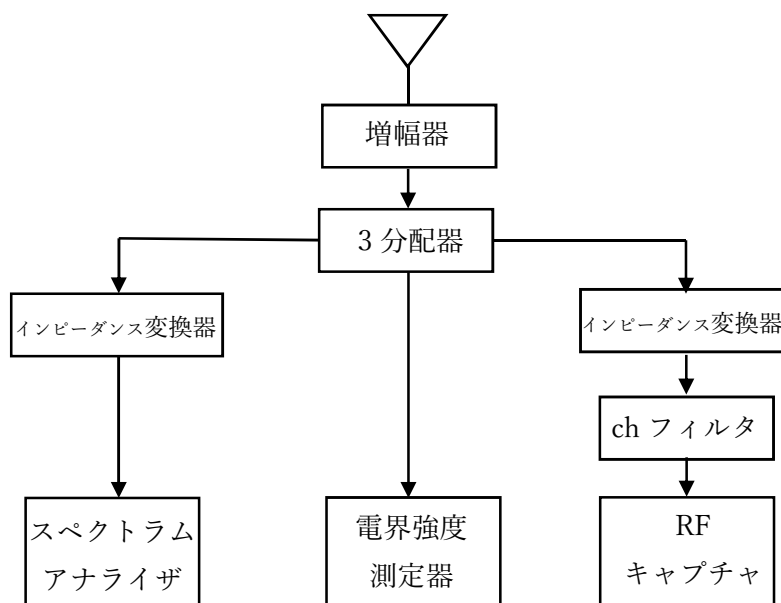 増幅器
3 分配器
インピーダンス変換器
インピーダンス変換器
ch フィルタ
スペクトラム
アナライザ
電界強度
測定器
RF
キャプチャ